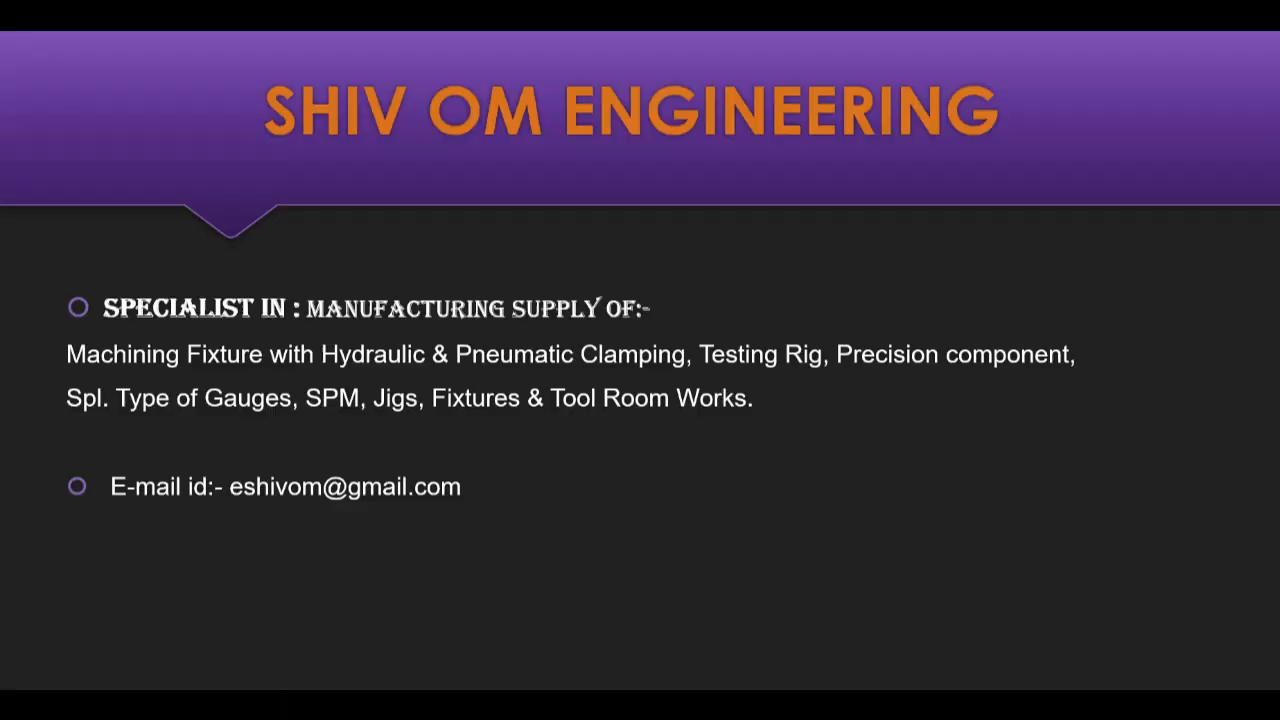 SHIV OM ENGINEERING
SPECIALIST IN : MANUFACTURING SUPPLY OF:-
Machining Fixture with Hydraulic & Pneumatic Clamping, Testing Rig, Precision component,
Spl. Type of Gauges, SPM, Jigs, Fixtures & Tool Room Works.
E-mail id:- eshivom@gmail.com